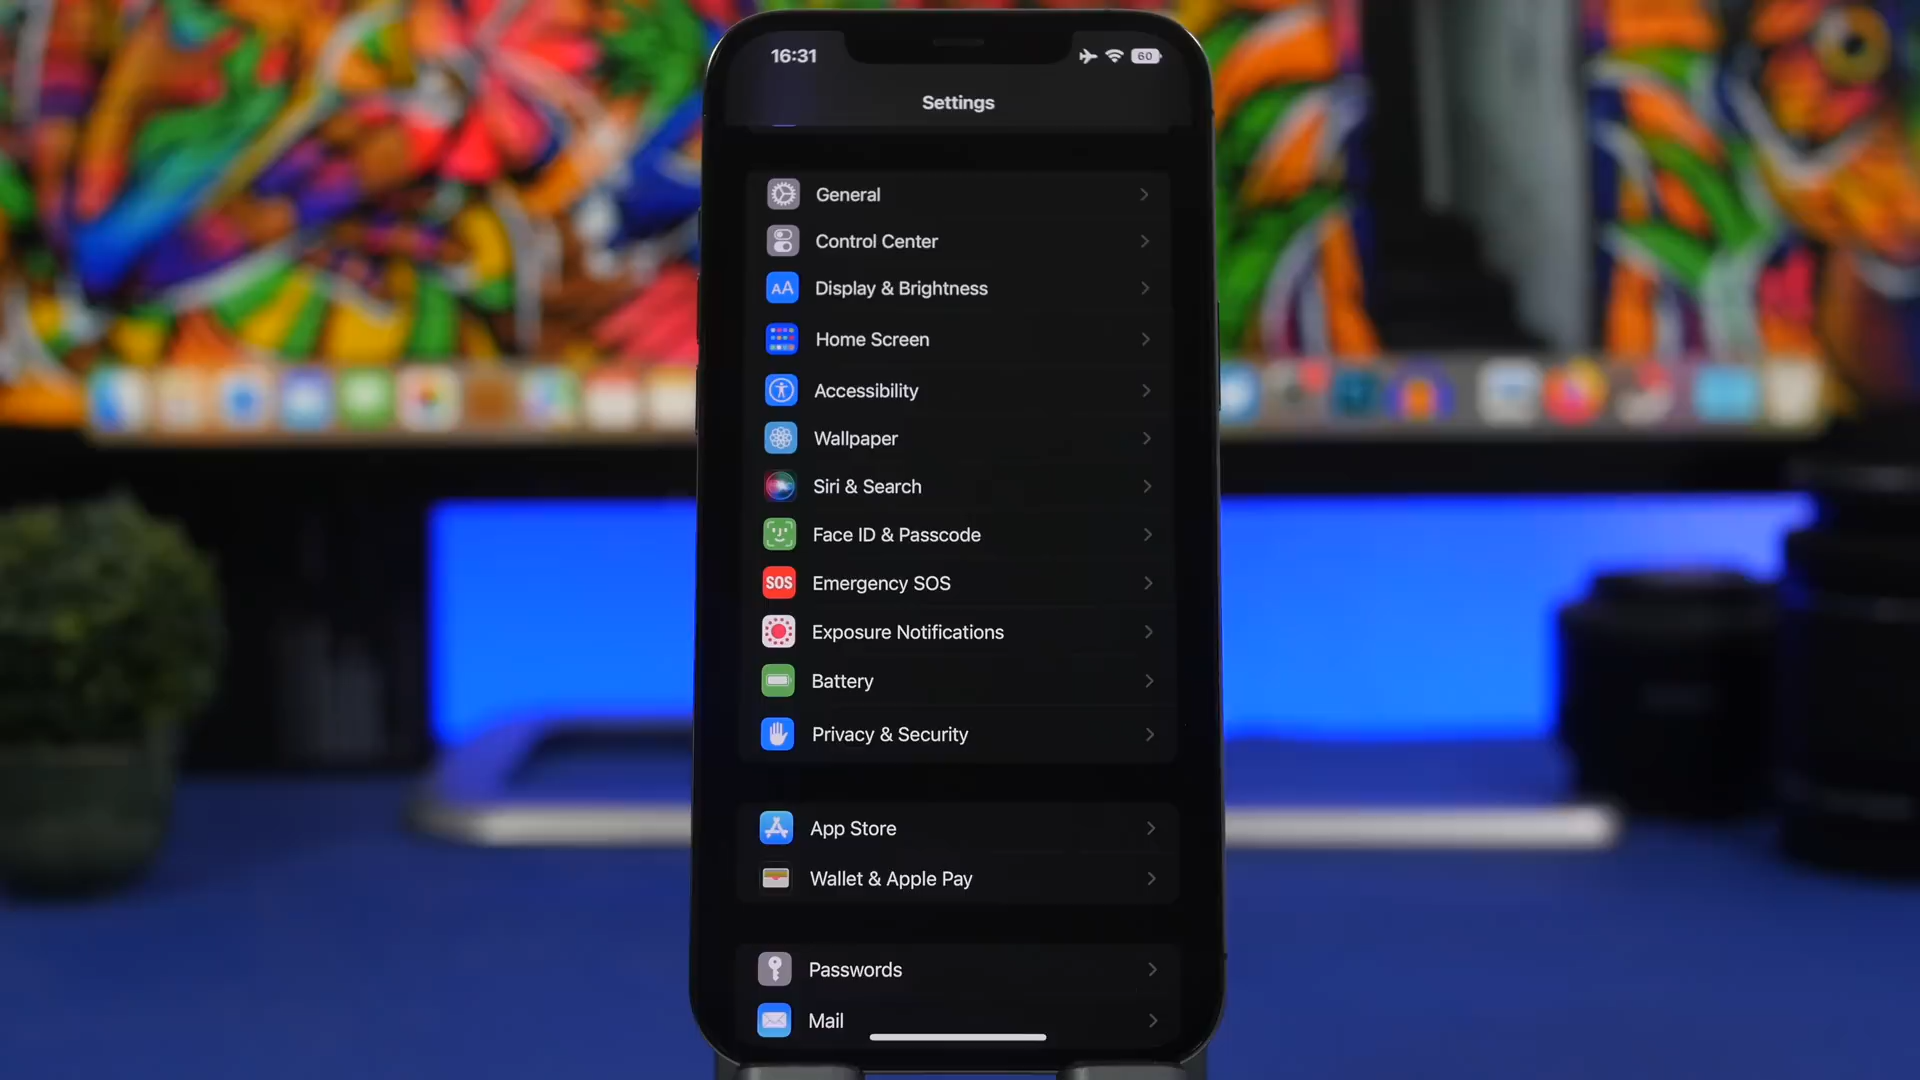 16:31
60
Settings
General
Control Center
AA
Display & Brightness
Home Screen
Accessibility
Wallpaper
Siri & Search
Face ID & Passcode
SOS
Emergency SOS
Exposure Notifications
Battery
Privacy & Security
App Store
Wallet & Apple Pay
Passwords
Mail